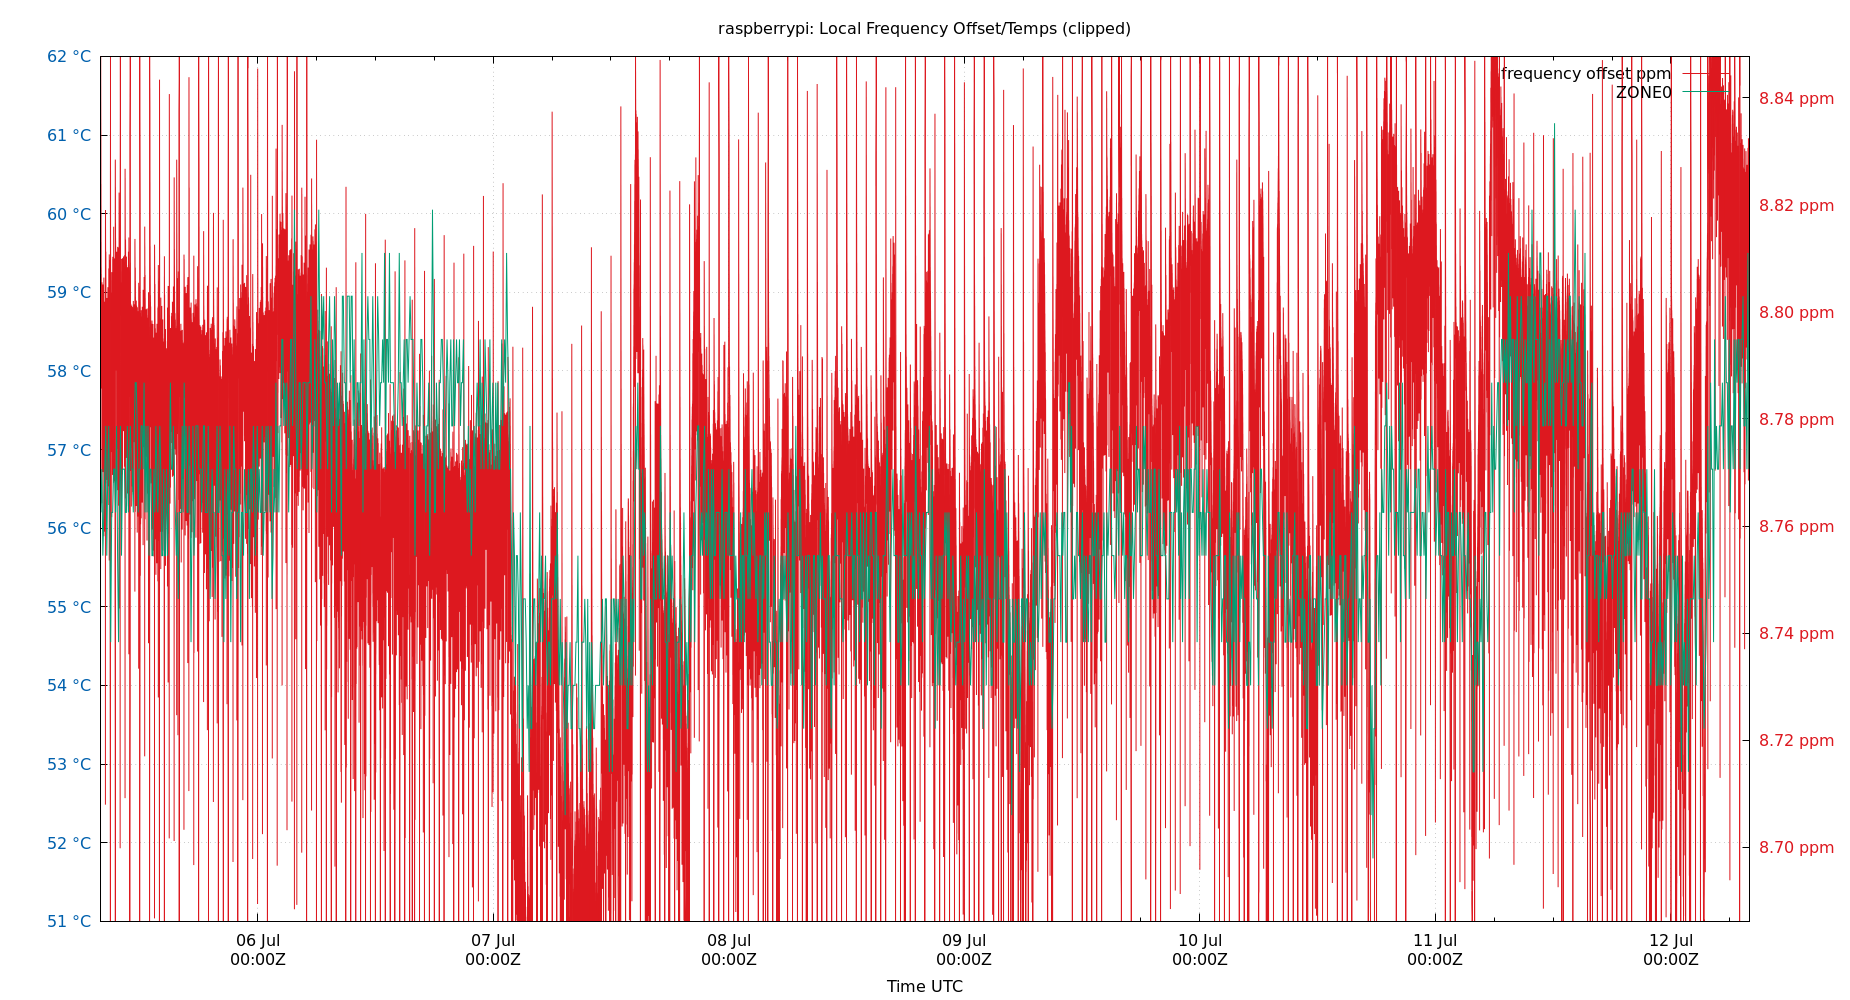 raspberrypi: Local Frequency Offset/Temps (clipped)
62 °C
61 °C
60 °C
59 °C
58 °C
57 °C
56 °C
55 °C
54 °C
53 °C
52 °C
51 °C
frequency offset ppm
ZONE0
8.84 ppm
8.82 ppm
8.80 ppm
8.78 ppm
8.76 ppm
8.74 ppm
8.72 ppm
8.70 ppm
06 Jul
00:00Z
07 Jul
00:00Z
08 Jul
00:00Z
09 Jul
00:00Z
10 Jul
00:00Z
11 Jul
00:00Z
12 Jul
00:00Z
Time UTC